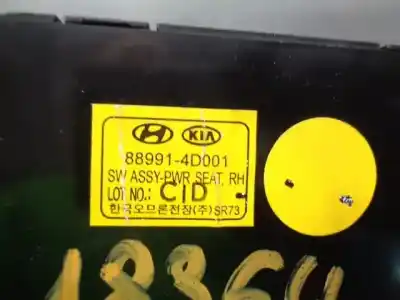 KIA
88991-4D001
SW ASSY-PWR SEAT, RH
LOT NO.: CID
한국오므론전장(주) SR73